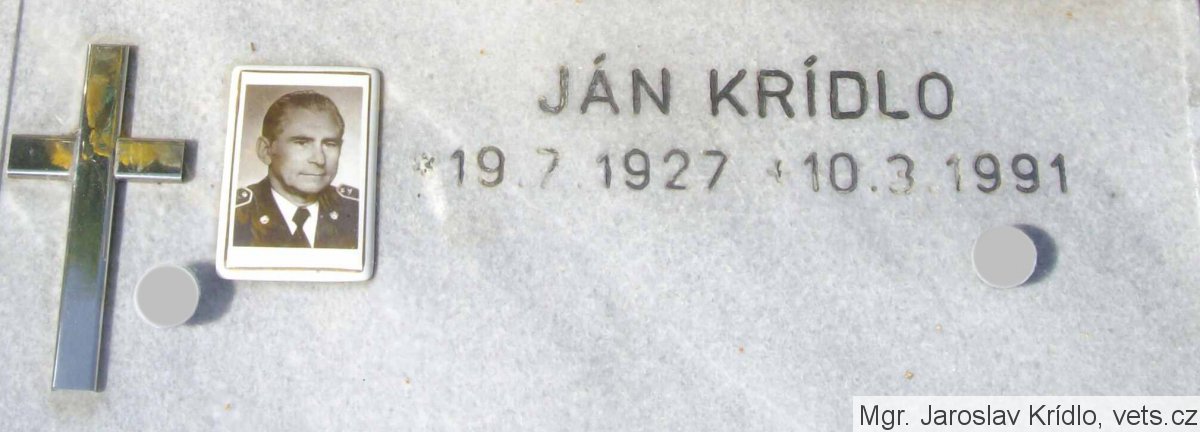 JÁN KRÍDLO
*19.7.1927 +10.3.1991
Mgr. Jaroslav Krídlo, vets.cz